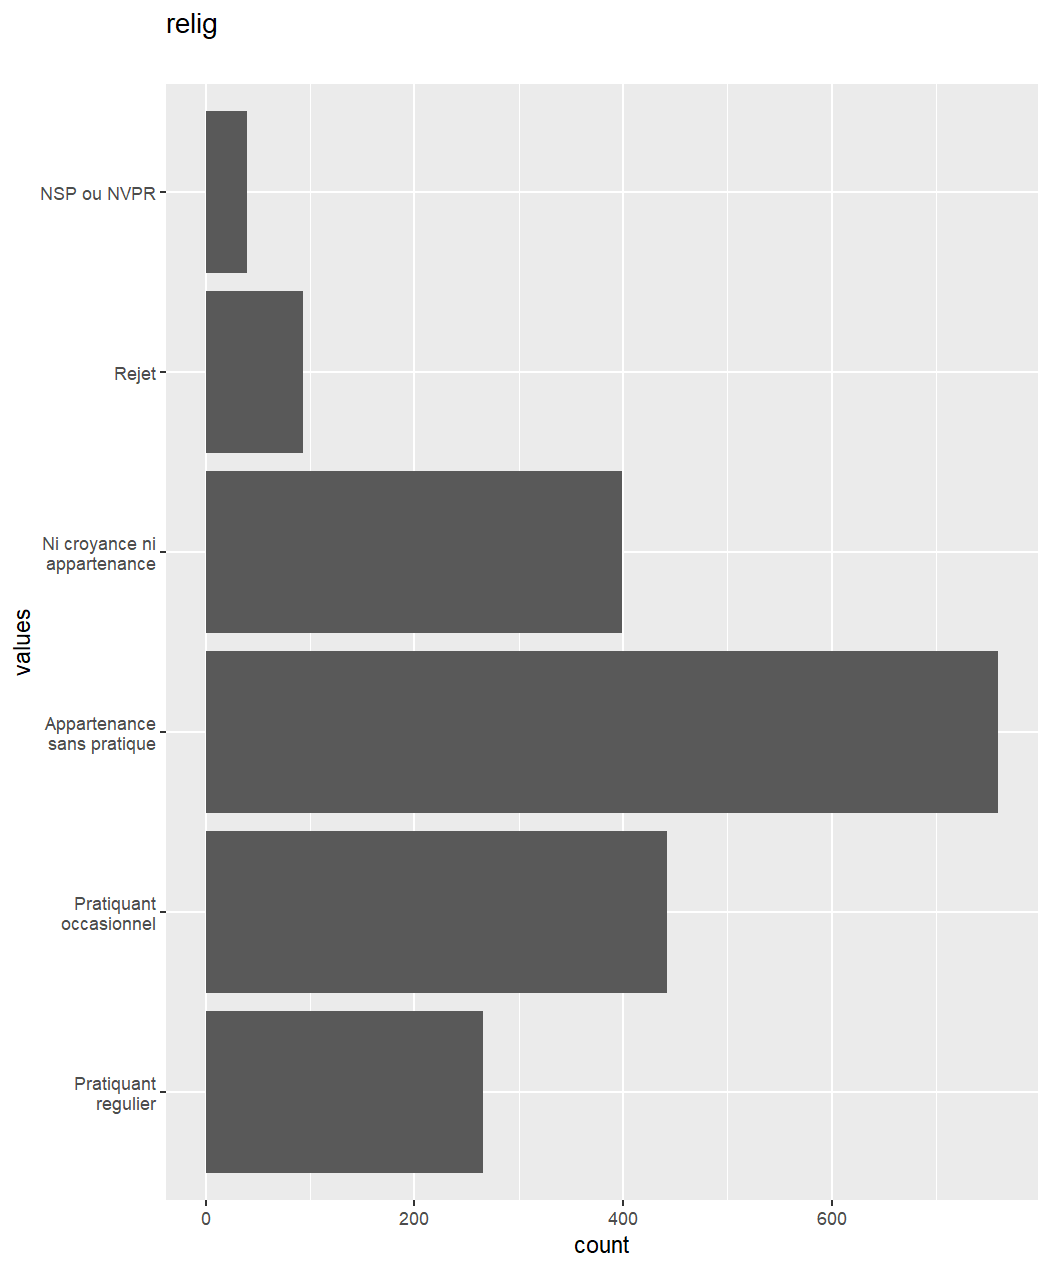 relig
NSP ou NVPR
Rejet
Ni croyance ni
appartenance
Appartenance
sans pratique
Pratiquant
occasionnel
Pratiquant
regulier
values
0 200 400 600
count